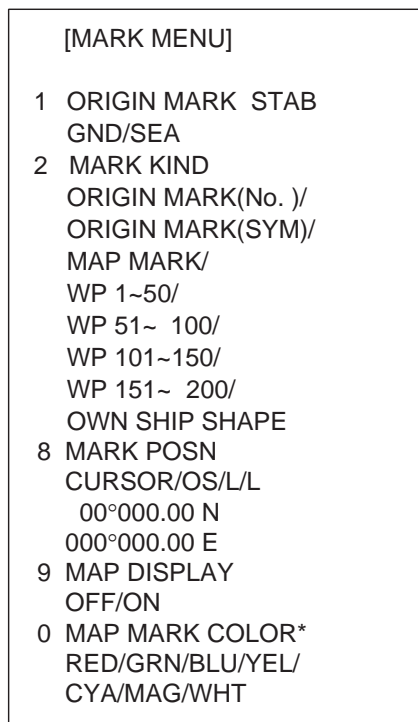 [MARK MENU]
1 ORIGIN MARK STAB
GND/SEA
2 MARK KIND
ORIGIN MARK(No. )/
ORIGIN MARK(SYM)/
MAP MARK/
WP 1~50/
WP 51~ 100/
WP 101~150/
WP 151~ 200/
OWN SHIP SHAPE
8 MARK POSN
CURSOR/OS/L/L
00°000.00 N
000°000.00 E
9 MAP DISPLAY
OFF/ON
0 MAP MARK COLOR*
RED/GRN/BLU/YEL/
CYA/MAG/WHT